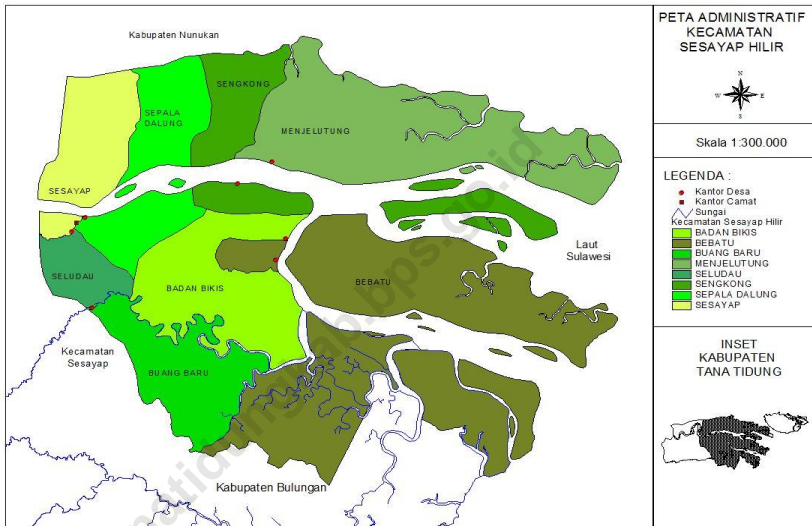 Kabupaten Nunukan
SENGKONG
SEPALA
DALUNG
MENJELUTUNG
SESAYAP
SELUDAU
BADAN BIKIS
BEBATU
Laut
Sulawesi
Kecamatan
Sesayap
BUANG BARU
Kabupaten Bulungan
PETA ADMINISTRATIF
KECAMATAN
SESAYAP HILIR
N
W E
S
Skala 1:300.000
LEGENDA :
Kantor Desa
Kantor Camat
Sungai
Kecamatan Sesayap Hilir
BADAN BIKIS
BEBATU
BUANG BARU
MENJELUTUNG
SELUDAU
SENGKONG
SEPALA DALUNG
SESAYAP
INSET
KABUPATEN
TANA TIDUNG